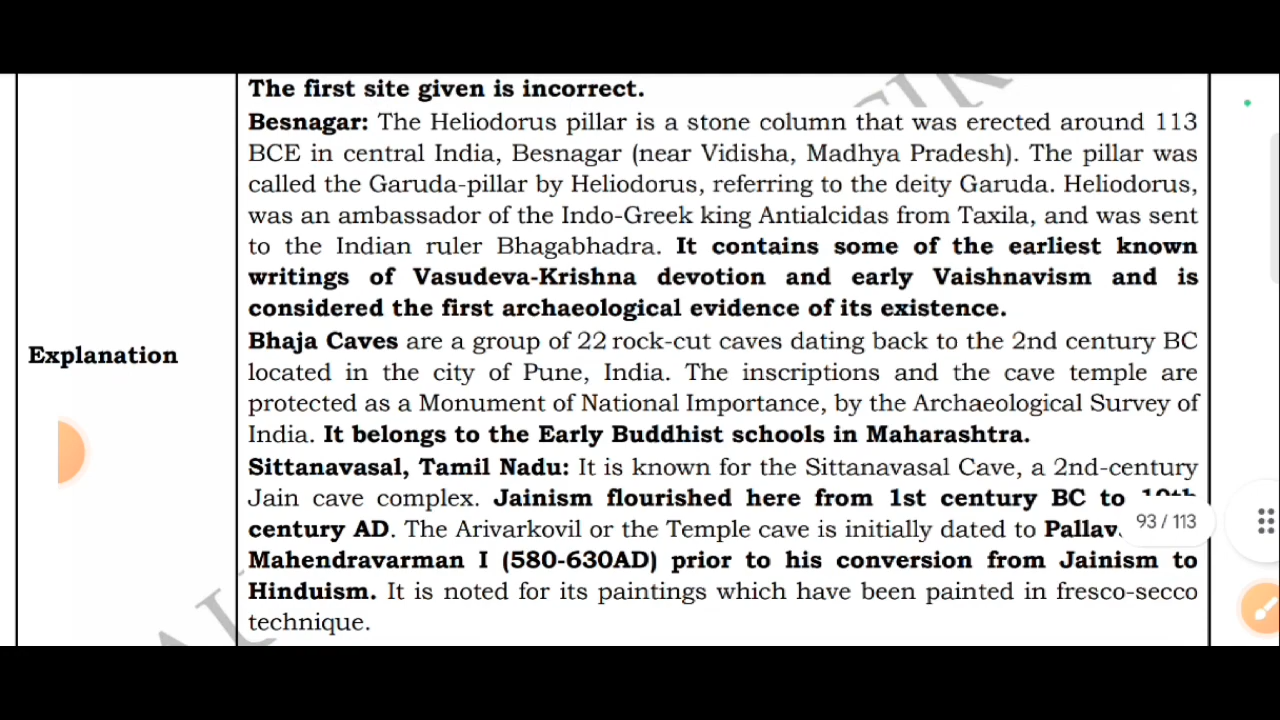 The first site given is incorrect.
Besnagar: The Heliodorus pillar is a stone column that was erected around 113
BCE in central India, Besnagar (near Vidisha, Madhya Pradesh). The pillar was
called the Garuda-pillar by Heliodorus, referring to the deity Garuda. Heliodorus,
was an ambassador of the Indo-Greek king Antialcidas from Taxila, and was sent
to the Indian ruler Bhagabhadra. It contains some of the earliest known
writings of Vasudeva-Krishna devotion and early Vaishnavism and is
considered the first archaeological evidence of its existence.
Explanation
Bhaja Caves are a group of 22 rock-cut caves dating back to the 2nd century BC
located in the city of Pune, India. The inscriptions and the cave temple are
protected as a Monument of National Importance, by the Archaeological Survey of
India. It belongs to the Early Buddhist schools in Maharashtra.
Sittanavasal, Tamil Nadu: It is known for the Sittanavasal Cave, a 2nd-century
Jain cave complex. Jainism flourished here from 1st century BC to 10th
century AD. The Arivarkovil or the Temple cave is initially dated to
93 / 113
Mahendravarman I (580-630AD) prior to his conversion from Jainism to
Hinduism. It is noted for its paintings which have been painted in fresco-secco
technique.